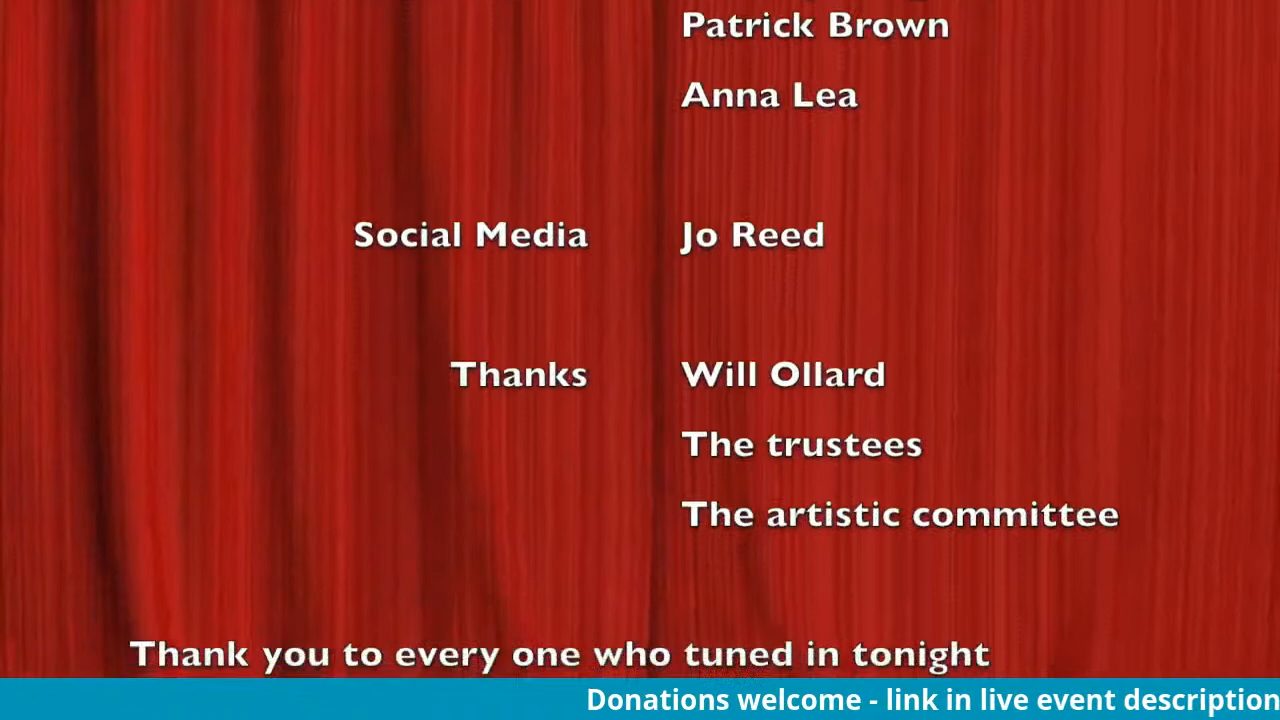 Patrick Brown
Anna Lea
Social Media Jo Reed
Thanks Will Ollard
The trustees
The artistic committee
Thank you to every one who tuned in tonight
Donations welcome - link in live event description